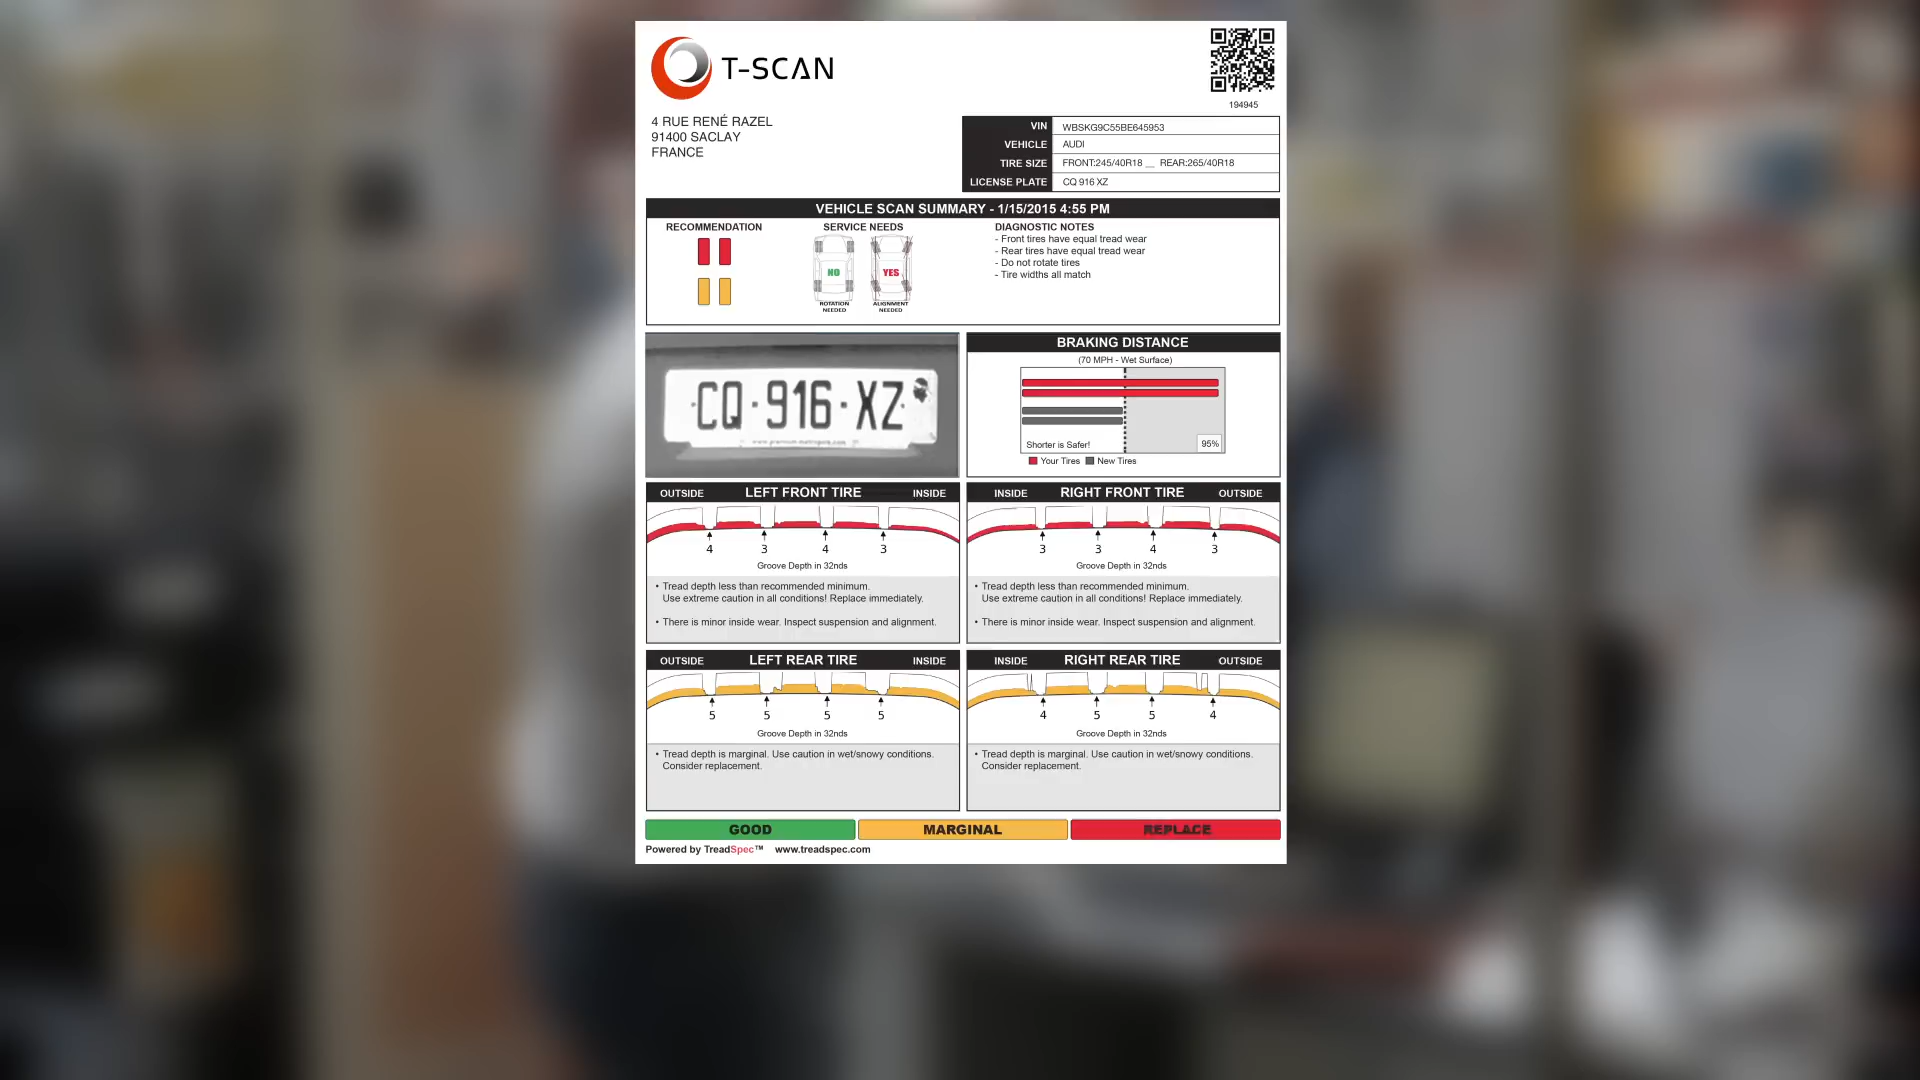 T-SCAN
194945
4 RUE RENÉ RAZEL
91400 SACLAY
FRANCE
VIN WBSKG9C55BE645953
VEHICLE AUDI
TIRE SIZE FRONT:245/40R18 __ REAR:265/40R18
LICENSE PLATE CQ 916 XZ
VEHICLE SCAN SUMMARY - 1/15/2015 4:55 PM
RECOMMENDATION
SERVICE NEEDS
NO
ROTATION
NEEDED
YES
ALIGNMENT
NEEDED
DIAGNOSTIC NOTES
- Front tires have equal tread wear
- Rear tires have equal tread wear
- Do not rotate tires
- Tire widths all match
CQ·916·XZ
BRAKING DISTANCE
(70 MPH - Wet Surface)
Shorter is Safer!
95%
Your Tires New Tires
OUTSIDE LEFT FRONT TIRE INSIDE
4 3 4 3
Groove Depth in 32nds
• Tread depth less than recommended minimum.
Use extreme caution in all conditions! Replace immediately.
• There is minor inside wear. Inspect suspension and alignment.
INSIDE RIGHT FRONT TIRE OUTSIDE
3 3 4 3
Groove Depth in 32nds
• Tread depth less than recommended minimum.
Use extreme caution in all conditions! Replace immediately.
• There is minor inside wear. Inspect suspension and alignment.
OUTSIDE LEFT REAR TIRE INSIDE
5 5 5 5
Groove Depth in 32nds
• Tread depth is marginal. Use caution in wet/snowy conditions.
Consider replacement.
INSIDE RIGHT REAR TIRE OUTSIDE
4 5 5 4
Groove Depth in 32nds
• Tread depth is marginal. Use caution in wet/snowy conditions.
Consider replacement.
GOOD MARGINAL REPLACE
Powered by TreadSpec™ www.treadspec.com